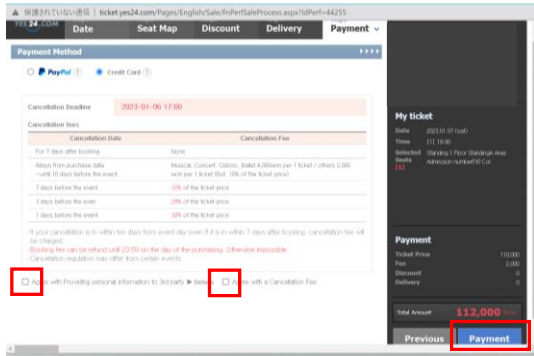 保護されていない通信 | ticket.yes24.com/Pages/English/Sale/FnPerfSaleProcess.aspx?IdPerf=44255
YES24.COM Date Seat Map Discount Delivery Payment
Payment Method
PayPal (?) Credit Card (?)
Cancellation Deadline 2023-01-06 17:00
Cancellation fees
Cancellation Date Cancellation Fee
For 7 days after booking None
8days from purchase date
~until 10 days before the event
Musical, Concert, Classic, Ballet 4,000won per 1 ticket / others 2,000
won per 1 ticket (But, 10% of the ticket price)
7 days before the event 10% of the ticket price
3 days before the event 20% of the ticket price
1 days before the event 30% of the ticket price
-If your cancellation is in within ten days from event day even if it is in within 7 days after booking, cancellation fee will
be charged.
-Booking fee can be refund until 23:59 on the day of the purchasing. Otherwise impossible.
-Cancellation regulation may differ from certain events.
Agree with Providing personal information to 3rd party ▶ Details
Agree with a Cancellation Fee
My ticket
Date 2023.01.07 (sat)
Time [1] 18:00
Selected Seats (1)
Standing 1 Floor Standing Area
Admission number
Payment
Ticket Price 110,000
Fee 2,000
Discount 0
Delivery 0
Total Amount 112,000
Previous Payment